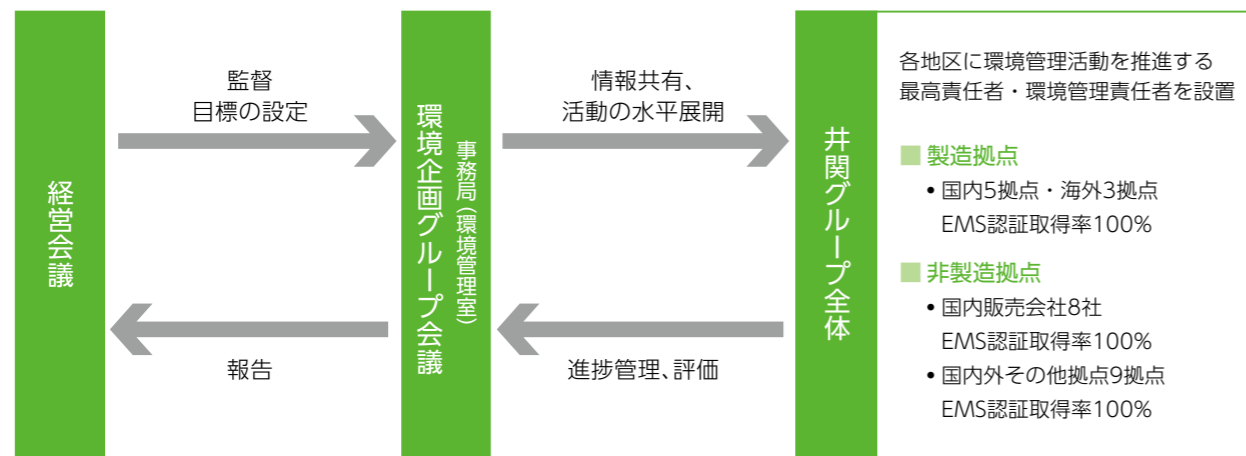 経営会議
監督
目標の設定
報告
環境企画グループ会議
事務局（環境管理室）
情報共有、
活動の水平展開
進捗管理、評価
井関グループ全体
各地区に環境管理活動を推進する
最高責任者・環境管理責任者を設置
■ 製造拠点
• 国内5拠点・海外3拠点
EMS認証取得率100%
■ 非製造拠点
• 国内販売会社8社
EMS認証取得率100%
• 国内外その他拠点9拠点
EMS認証取得率100%